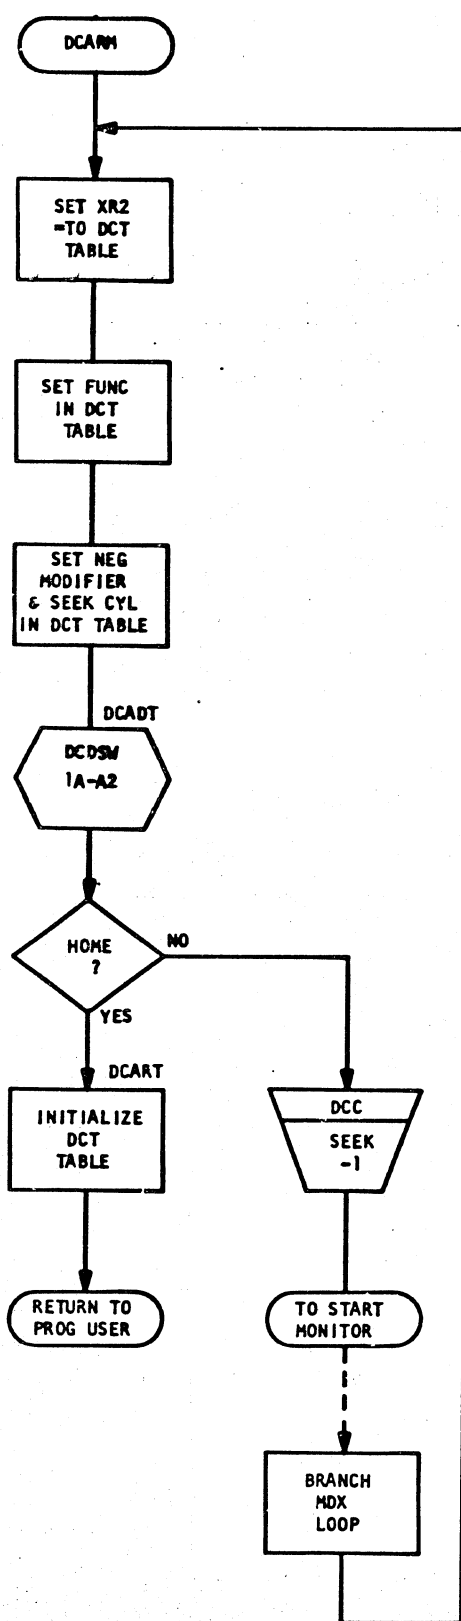 DCARM
SET XR2
=TO DCT
TABLE
SET FUNC
IN DCT
TABLE
SET NEG
MODIFIER
& SEEK CYL
IN DCT TABLE
DCADT
DCDSW
1A-A2
HOME
?
NO
YES
DCART
INITIALIZE
DCT
TABLE
DCC
SEEK
-1
RETURN TO
PROG USER
TO START
MONITOR
BRANCH
MDX
LOOP